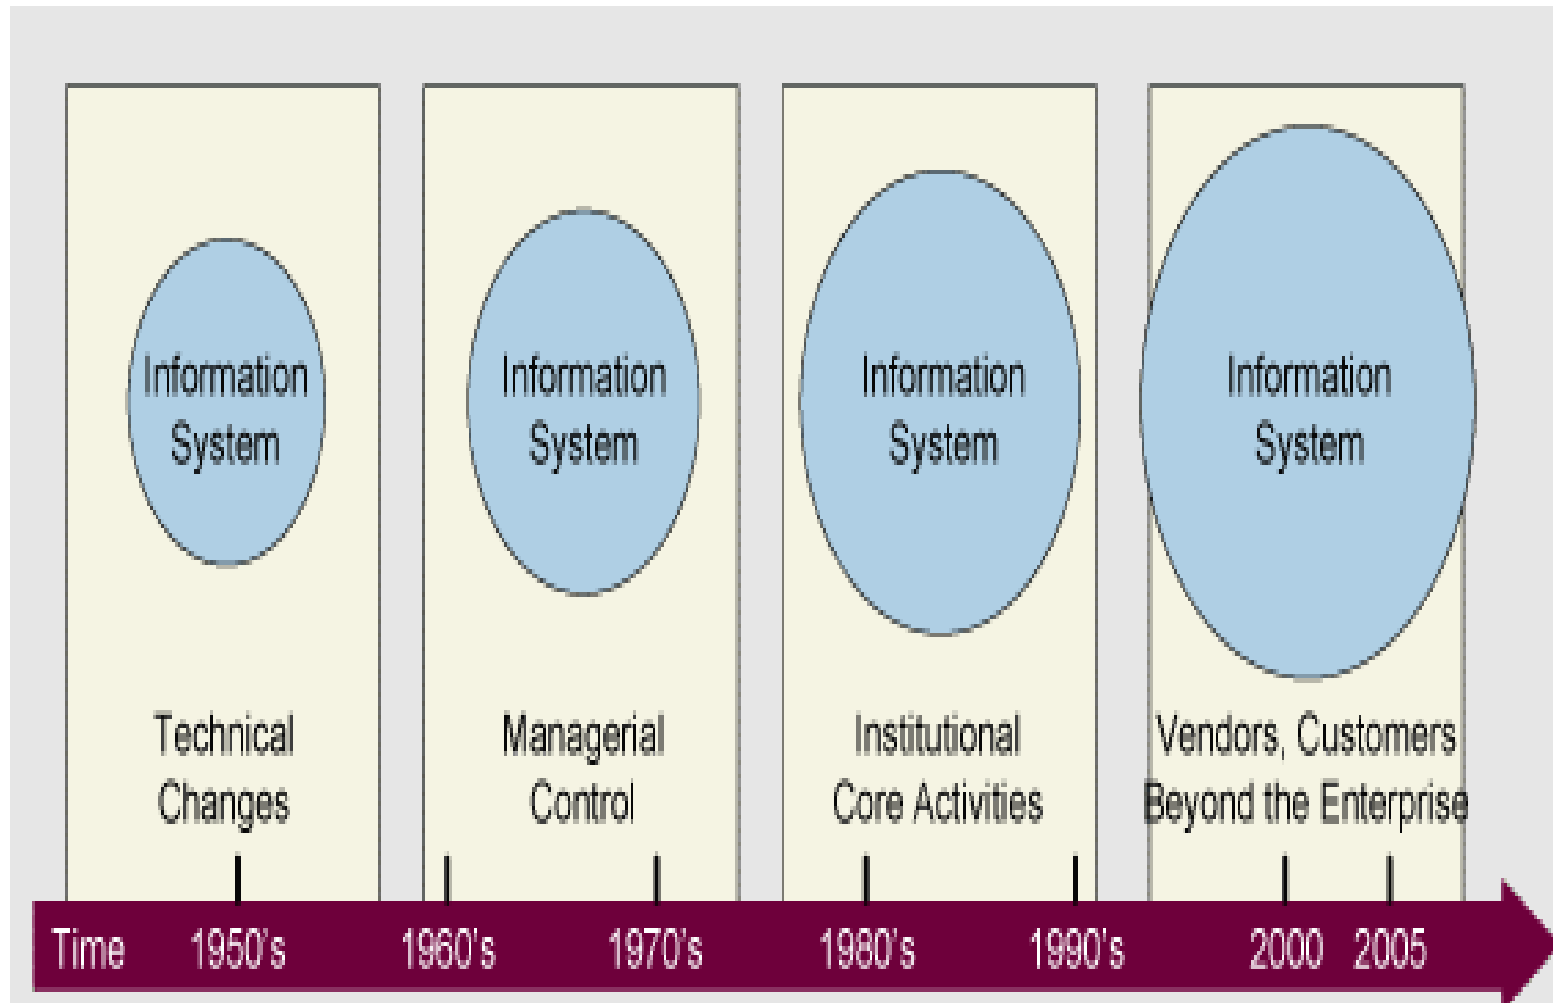 Information
System
Information
System
Information
System
Information
System
Technical
Changes
Managerial
Control
Institutional
Core Activities
Vendors, Customers
Beyond the Enterprise
Time 1950's 1960's 1970's 1980's 1990's 2000 2005